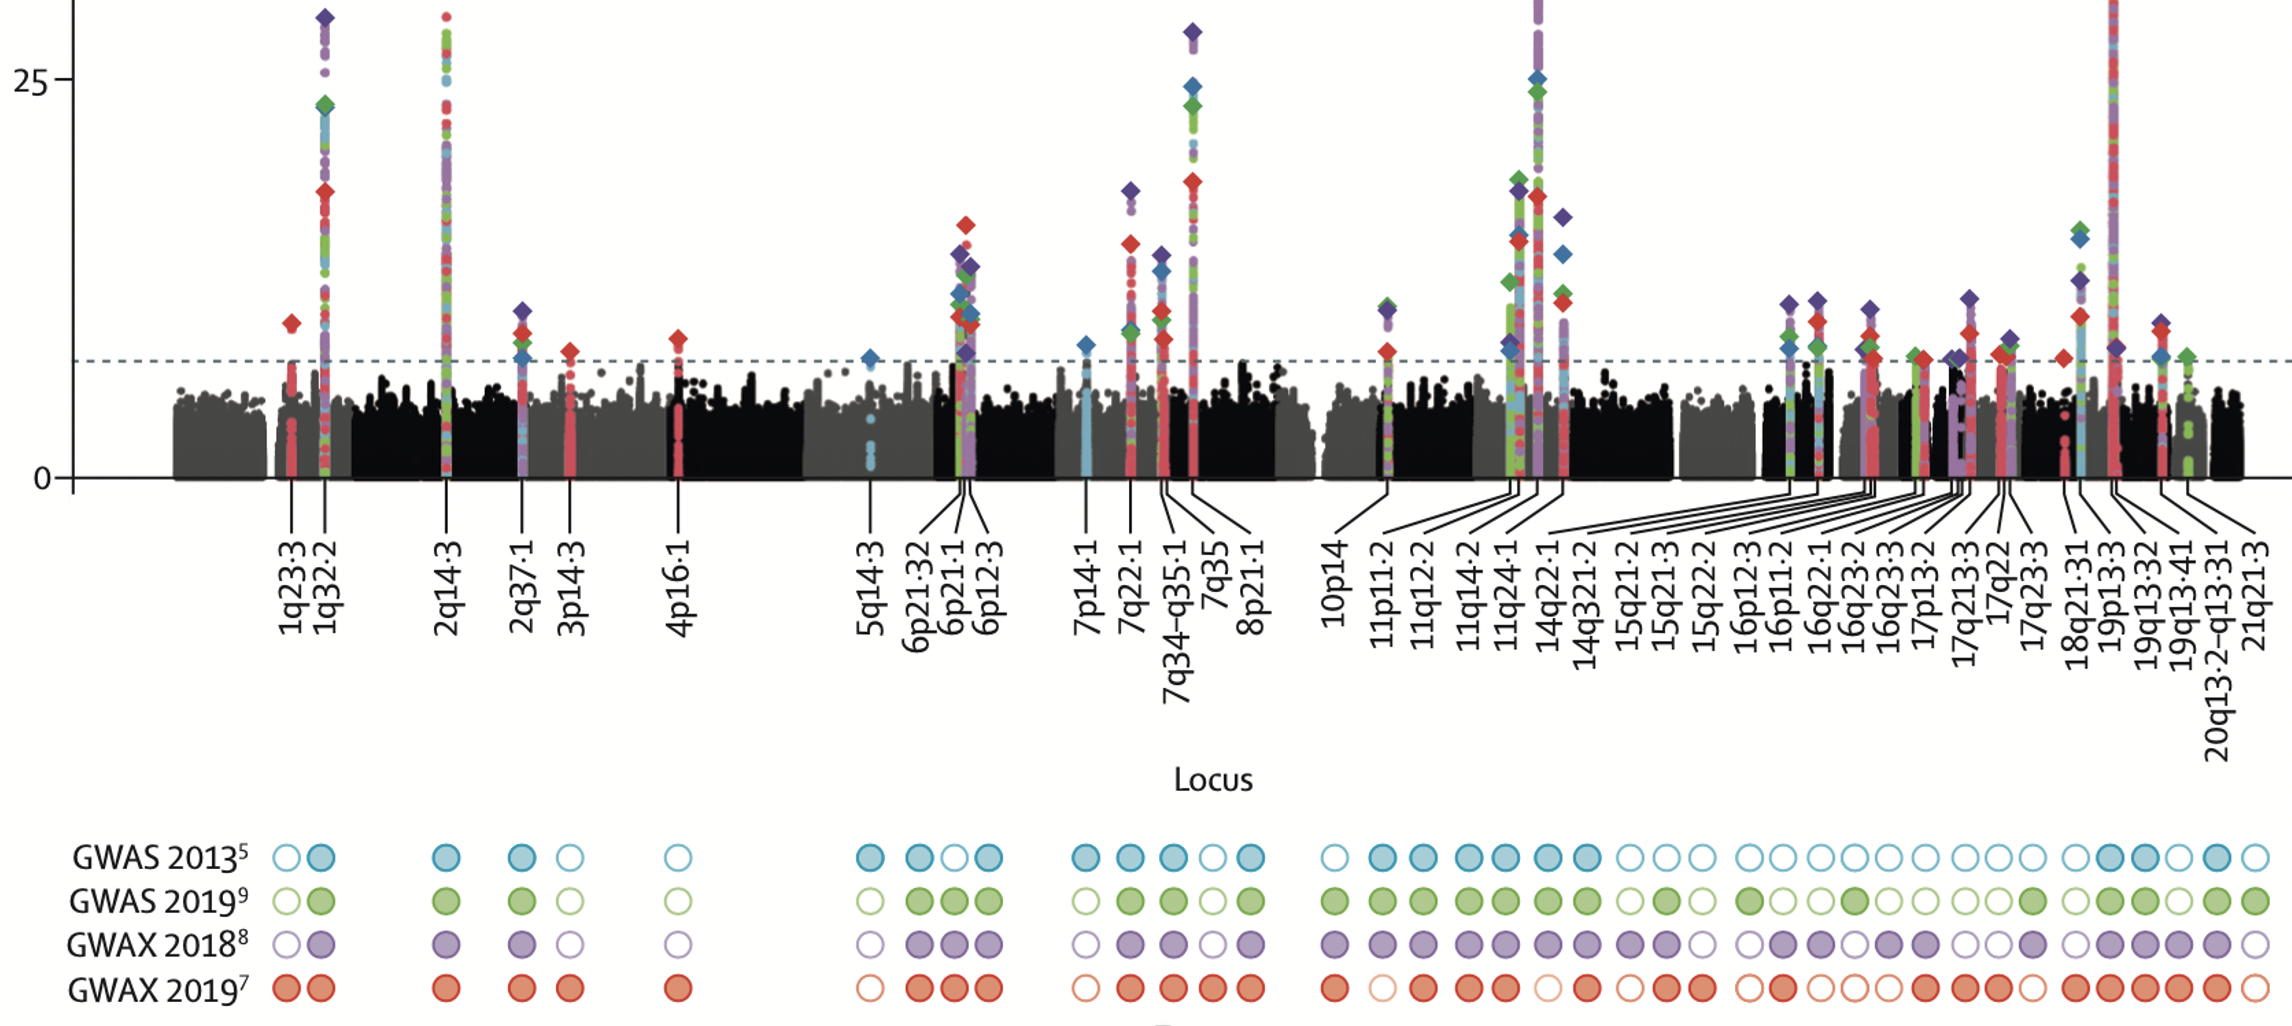 25
0
1q23·3
1q32·2
2q14·3
2q37·1
3p14·3
4p16·1
5q14·3
6p21·32
6p21·1
6p12·3
7p14·1
7q22·1
7q34–q35·1
7q35
8p21·1
10p14
11p11·2
11q12·2
11q14·2
11q24·1
14q22·1
14q321·2
15q21·2
15q21·3
15q22·2
16p12·3
16p11·2
16q22·1
16q23·2
16q23·3
17p13·2
17q213·3
17q22
17q23·3
18q21·31
19p13·3
19q13·32
19q13·41
20q13·2–q13·31
21q21·3
Locus
GWAS 2013⁵
GWAS 2019⁹
GWAX 2018⁸
GWAX 2019⁷